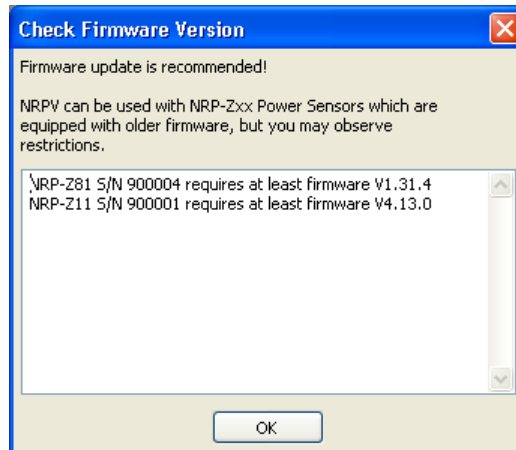 Check Firmware Version
Firmware update is recommended!
NRPV can be used with NRP-Zxx Power Sensors which are
equipped with older firmware, but you may observe
restrictions.
NRP-Z81 S/N 900004 requires at least firmware V1.31.4
NRP-Z11 S/N 900001 requires at least firmware V4.13.0
OK